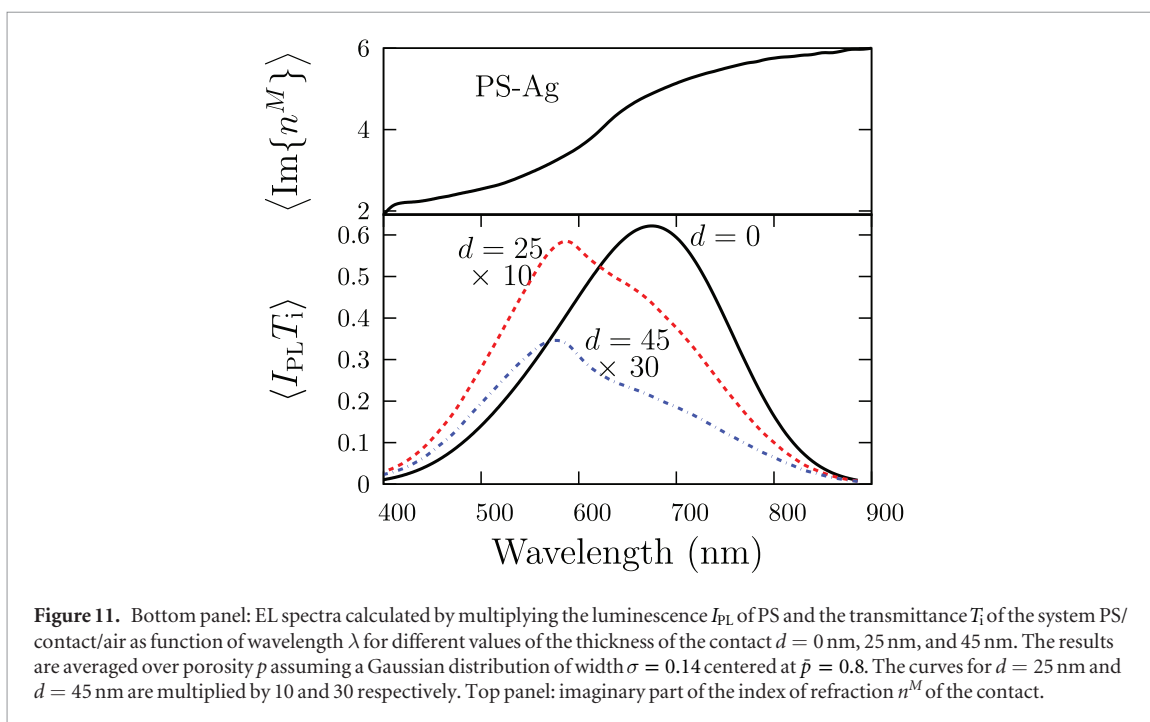 ⟨Im{n^M}⟩
6
4
2
PS-Ag
⟨I_PL T_i⟩
0.6
0.5
0.4
0.3
0.2
0.1
0
d = 25
× 10
d = 0
d = 45
× 30
400 500 600 700 800 900
Wavelength (nm)
Figure 11. Bottom panel: EL spectra calculated by multiplying the luminescence I_PL of PS and the transmittance T_i of the system PS/
contact/air as function of wavelength λ for different values of the thickness of the contact d = 0 nm, 25 nm, and 45 nm. The results
are averaged over porosity p assuming a Gaussian distribution of width σ = 0.14 centered at p̄ = 0.8. The curves for d = 25 nm and
d = 45 nm are multiplied by 10 and 30 respectively. Top panel: imaginary part of the index of refraction n^M of the contact.